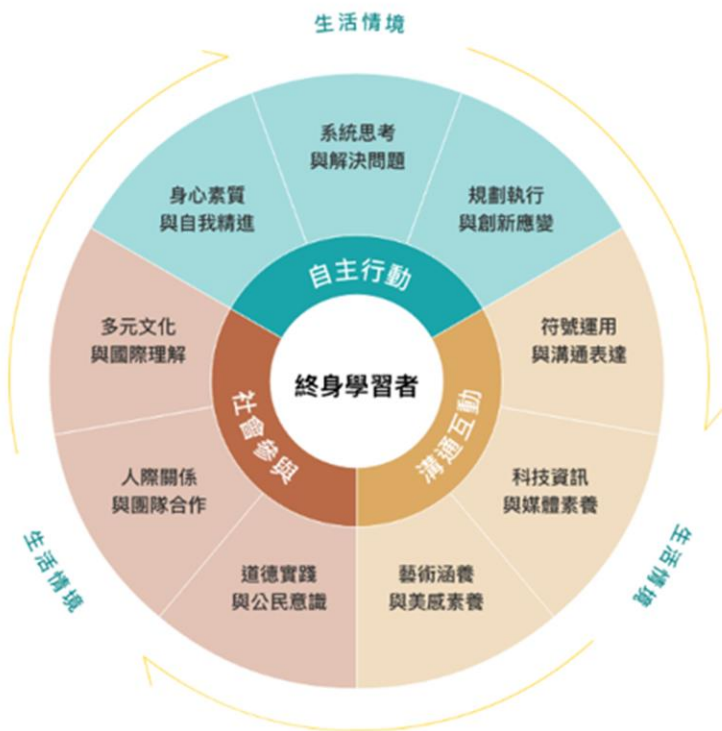 生活情境
系統思考
與解決問題
身心素質
與自我精進
規劃執行
與創新應變
自主行動
多元文化
與國際理解
符號運用
與溝通表達
終身學習者
社會參與
溝通互動
人際關係
與團隊合作
科技資訊
與媒體素養
生活情境
生活情境
道德實踐
與公民意識
藝術涵養
與美感素養